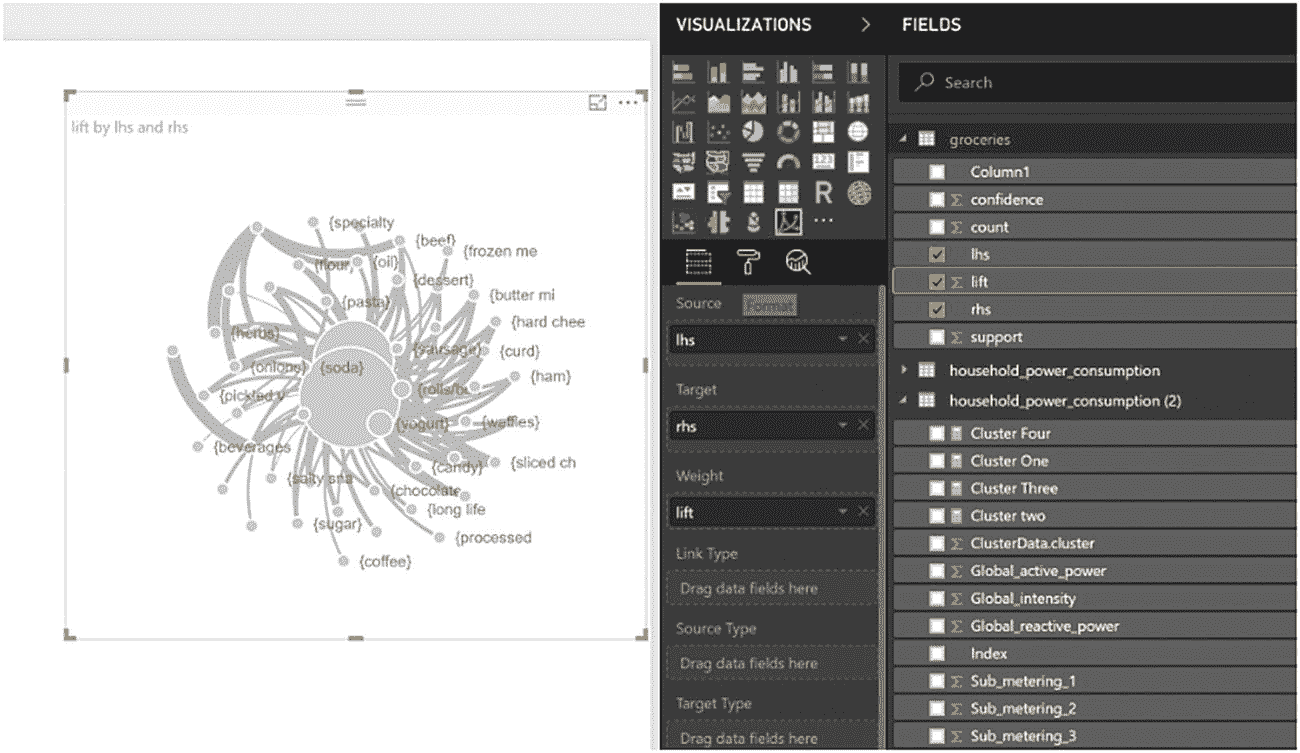 lift by lhs and rhs
{specialty
{beef}
{frozen me
{flour}
{oil}
{dessert}
{butter mi
{pasta}
{hard chee
{herbs}
{sausage}
{curd}
{onions}
{soda}
{ham}
{pickled v
{rolls/bu
{yogurt}
{waffles}
{beverages
{candy}
{sliced ch
{salty sna
{chocolate
{long life
{sugar}
{processed
{coffee}
VISUALIZATIONS
R
123
Source
lhs
Target
rhs
Weight
lift
Link Type
Drag data fields here
Source Type
Drag data fields here
Target Type
Drag data fields here
FIELDS
Search
groceries
Column1
confidence
count
lhs
lift
rhs
support
household_power_consumption
household_power_consumption (2)
Cluster Four
Cluster One
Cluster Three
Cluster two
ClusterData.cluster
Global_active_power
Global_intensity
Global_reactive_power
Index
Sub_metering_1
Sub_metering_2
Sub_metering_3